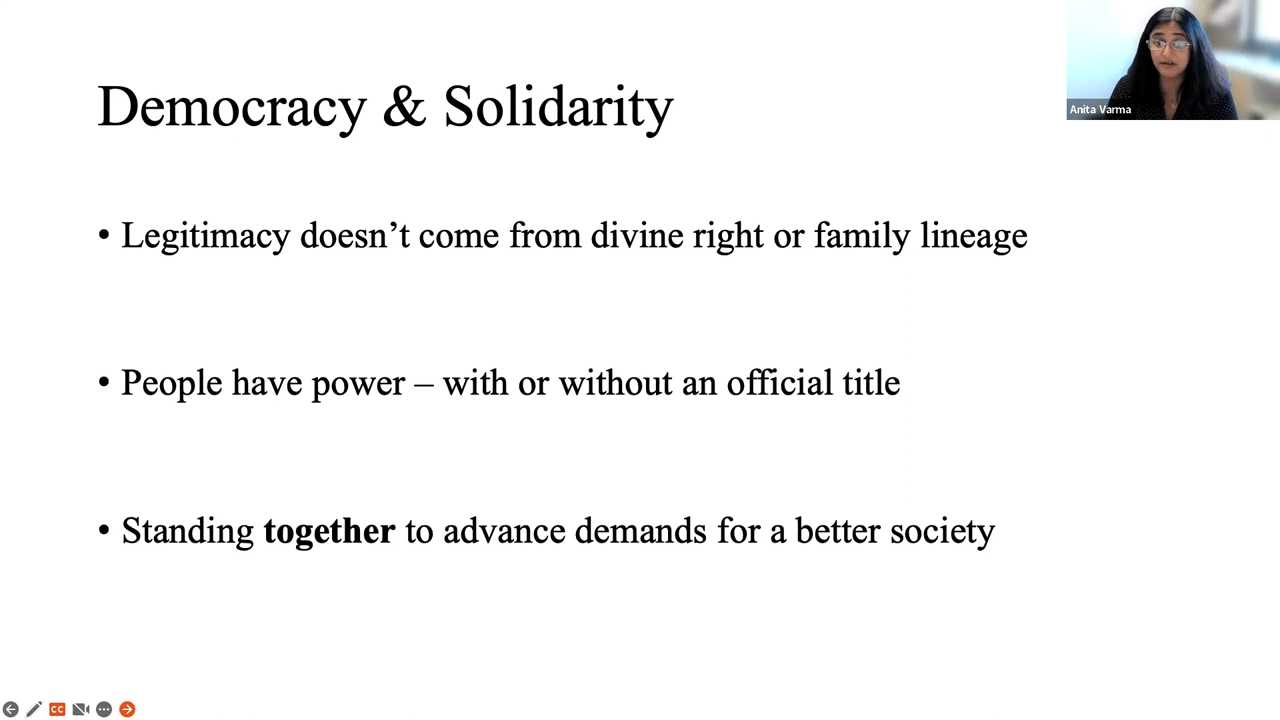 Democracy & Solidarity
Anita Varma
• Legitimacy doesn’t come from divine right or family lineage
• People have power – with or without an official title
• Standing together to advance demands for a better society
CC